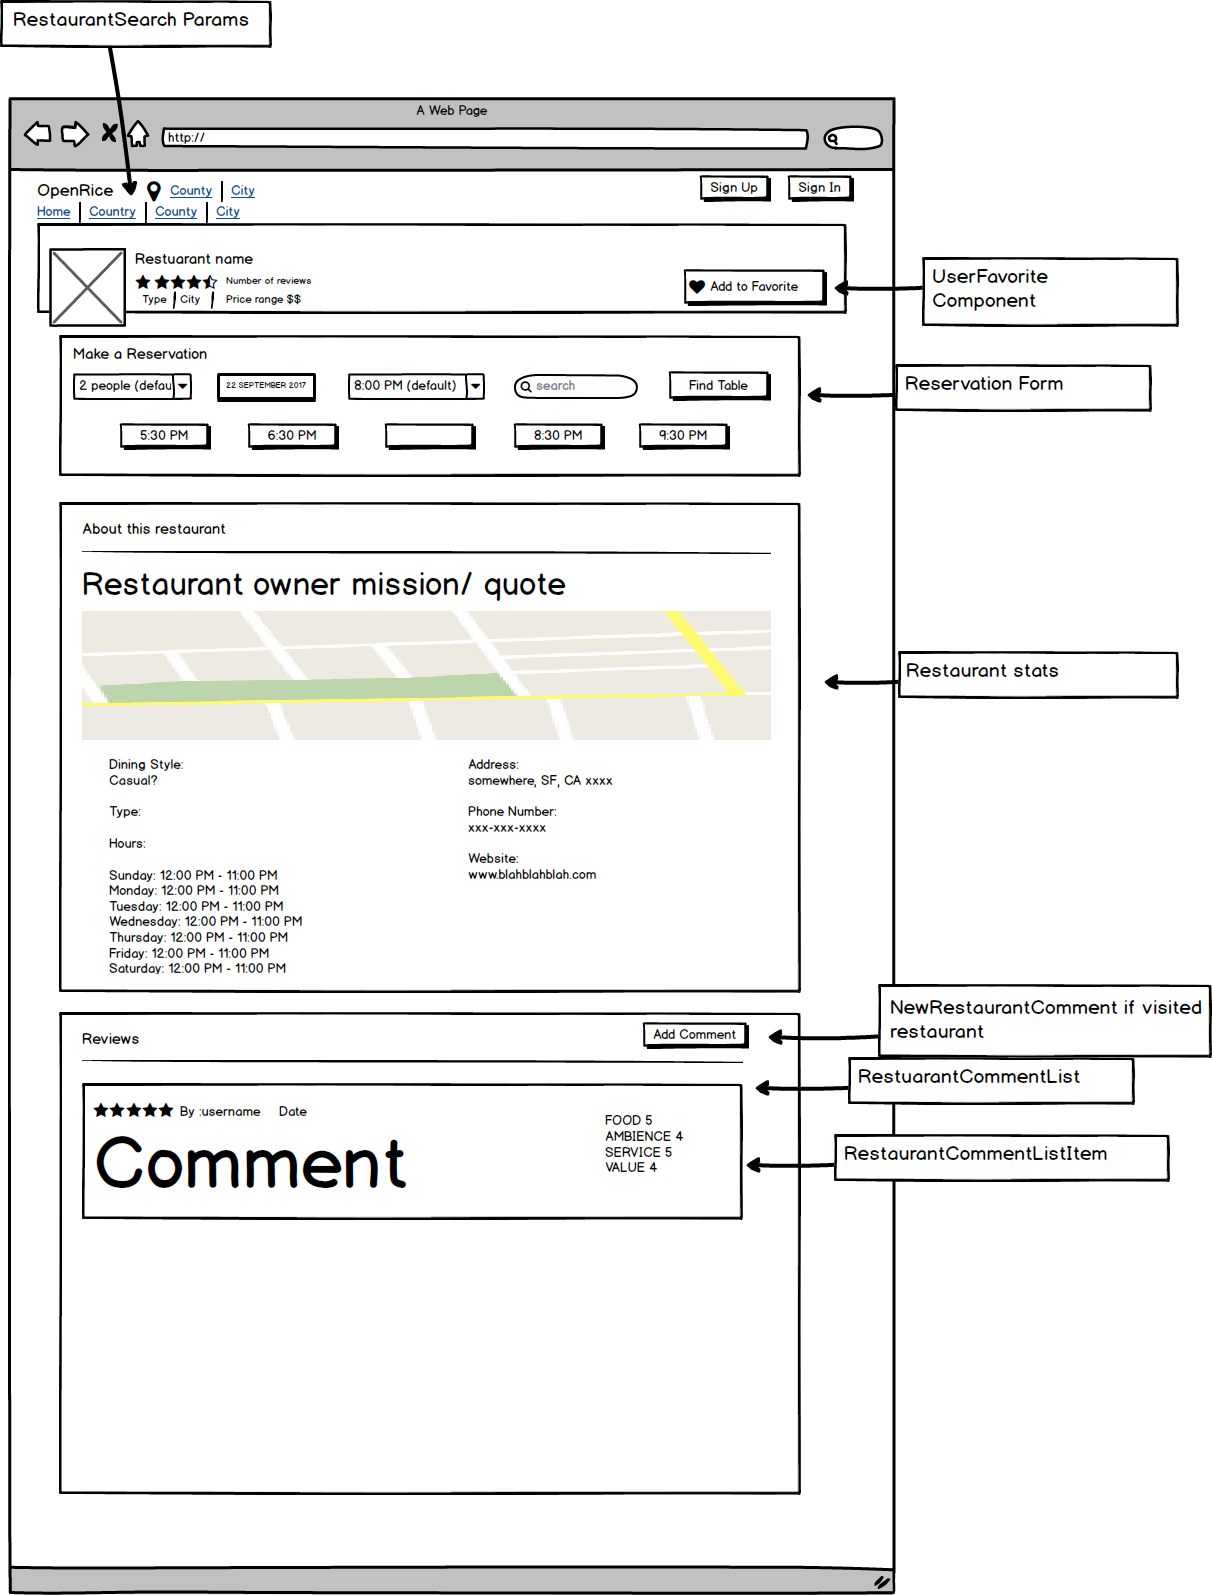 RestaurantSearch Params
A Web Page
http://
OpenRice County City
Sign Up Sign In
Home Country County City
Restuarant name
Number of reviews
Type City Price range $$
Add to Favorite
UserFavorite
Component
Make a Reservation
2 people (defau 22 SEPTEMBER 2017 8:00 PM (default) search Find Table
Reservation Form
5:30 PM 6:30 PM 8:30 PM 9:30 PM
About this restaurant
Restaurant owner mission/ quote
Restaurant stats
Dining Style:
Casual?
Type:
Hours:
Sunday: 12:00 PM - 11:00 PM
Monday: 12:00 PM - 11:00 PM
Tuesday: 12:00 PM - 11:00 PM
Wednesday: 12:00 PM - 11:00 PM
Thursday: 12:00 PM - 11:00 PM
Friday: 12:00 PM - 11:00 PM
Saturday: 12:00 PM - 11:00 PM
Address:
somewhere, SF, CA xxxx
Phone Number:
xxx-xxx-xxxx
Website:
www.blahblahblah.com
Reviews
Add Comment
NewRestaurantComment if visited
restaurant
RestuarantCommentList
By :username Date
Comment
FOOD 5
AMBIENCE 4
SERVICE 5
VALUE 4
RestaurantCommentListItem